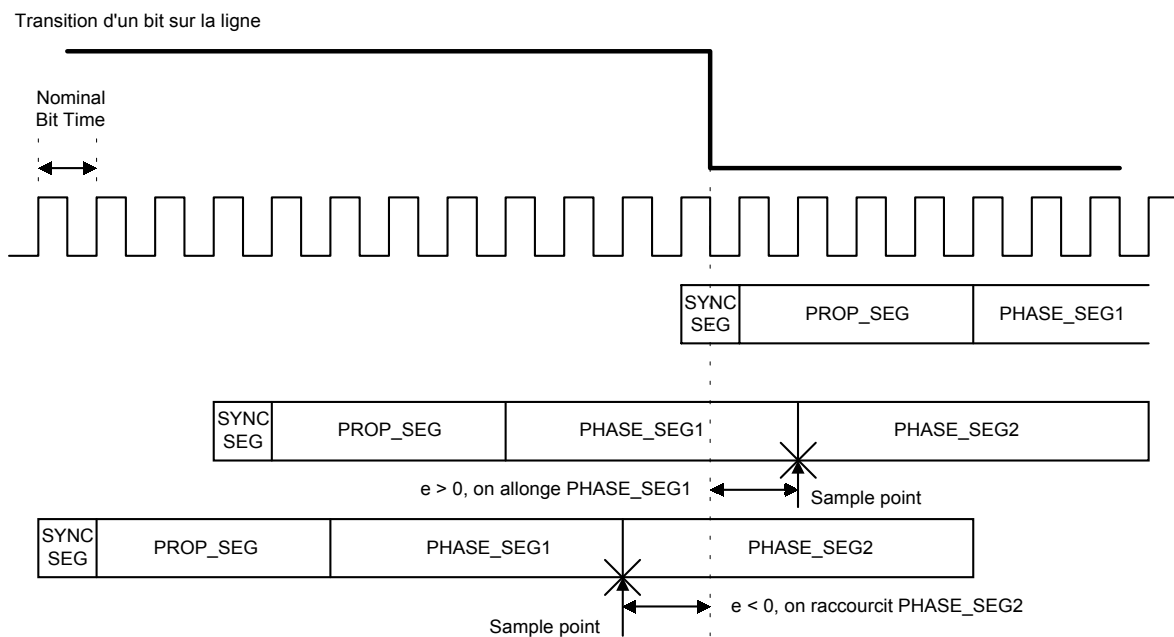 Transition d'un bit sur la ligne
Nominal
Bit Time
SYNC
SEG
PROP_SEG
PHASE_SEG1
SYNC
SEG
PROP_SEG
PHASE_SEG1
PHASE_SEG2
e > 0, on allonge PHASE_SEG1
Sample point
SYNC
SEG
PROP_SEG
PHASE_SEG1
PHASE_SEG2
e < 0, on raccourcit PHASE_SEG2
Sample point